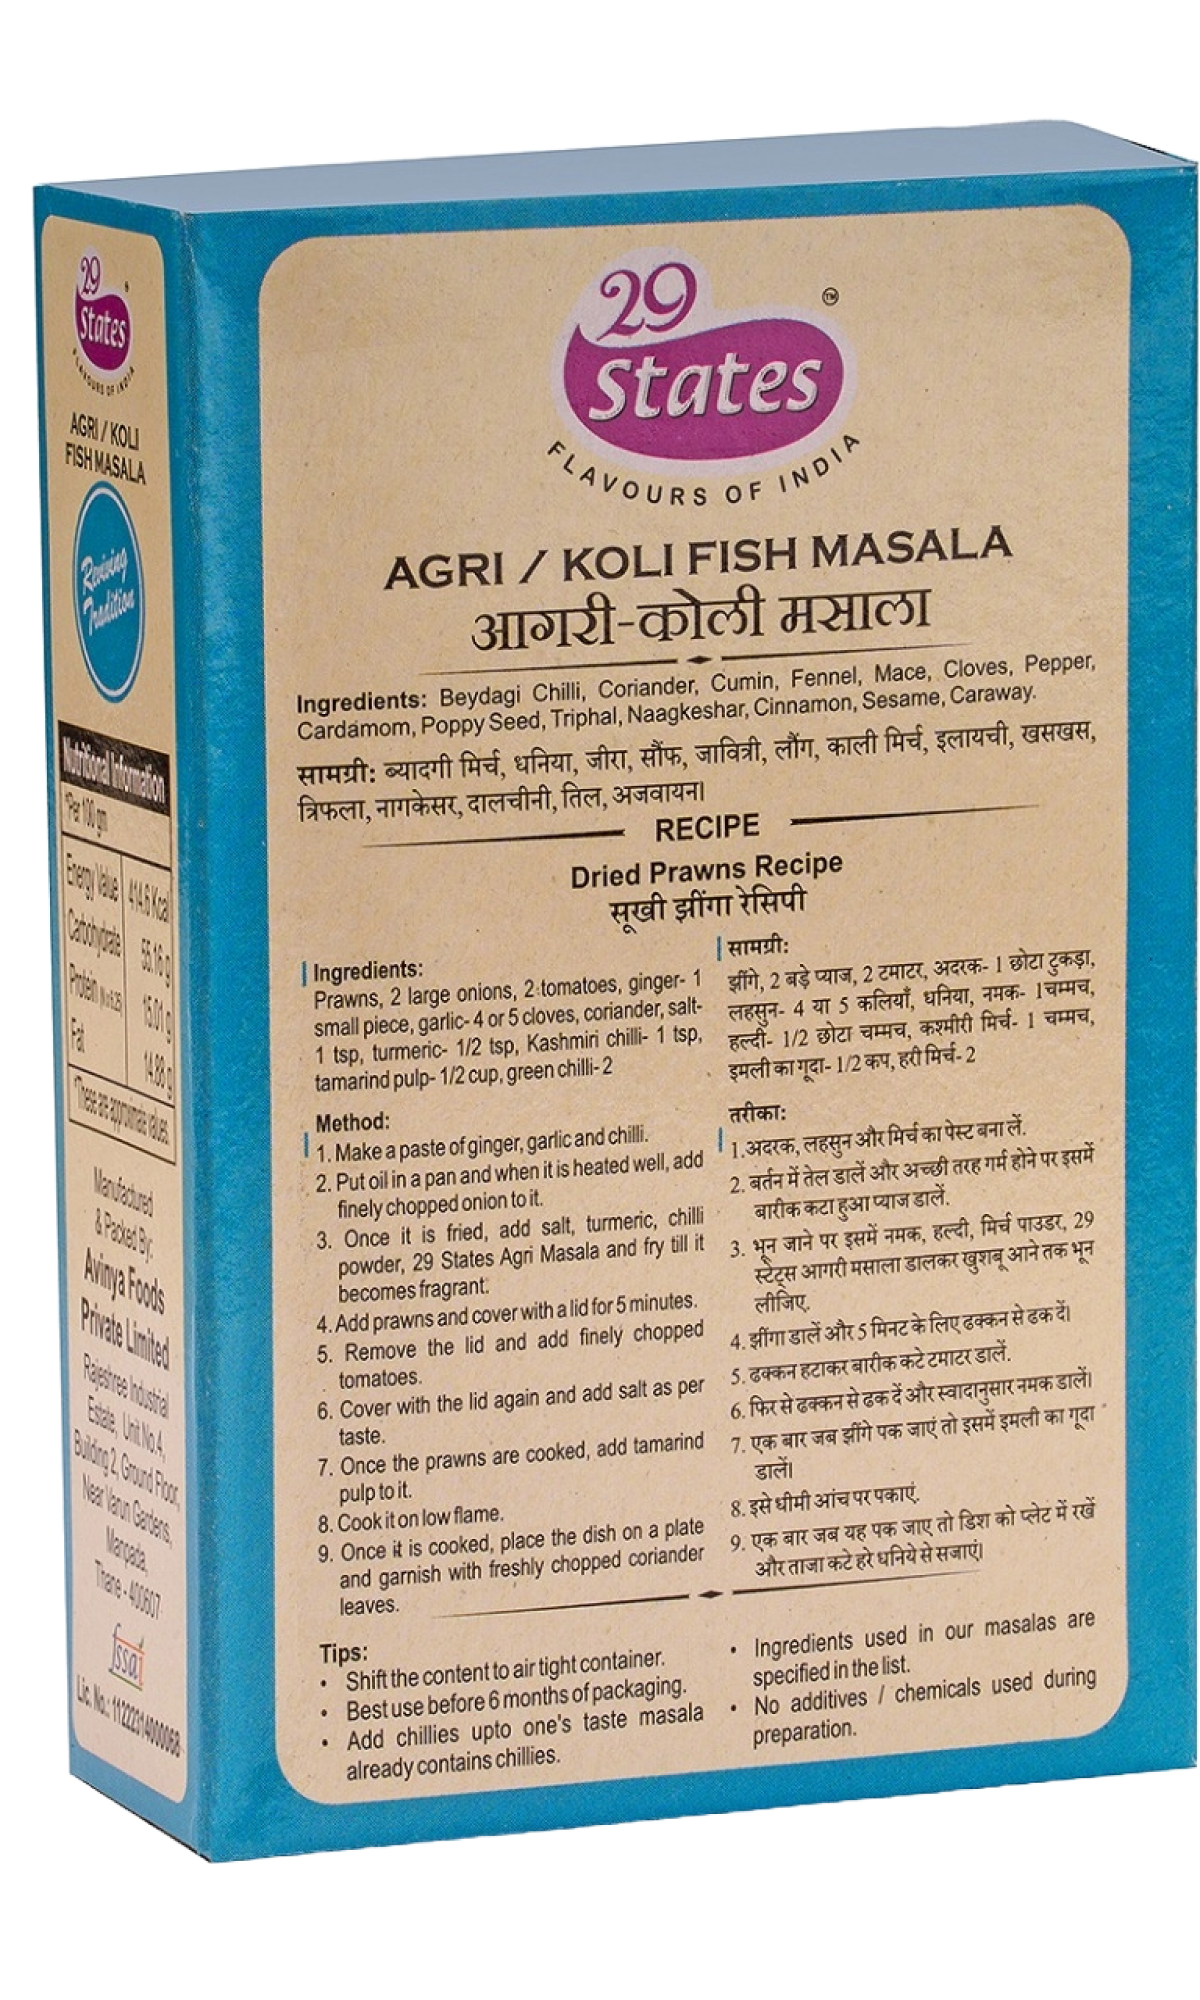 29
States
FLAVOURS OF INDIA
AGRI / KOLI
FISH MASALA
Reviving
Tradition
Nutritional Information
*Per 100 gm
Energy Value 414.6 Kcal
Carbohydrate 55.16 g
Protein (N x 6.25) 15.01 g
Fat 14.88 g
*These are approximate values.
Manufactured
& Packed By:
Avinya Foods
Private Limited
Rajeshree Industrial
Estate, Unit No.4,
Building 2, Ground Floor,
Near Varun Gardens,
Manpada,
Thane - 400607
fssai
Lic. No.: 11222314000068
29
States
TM
FLAVOURS OF INDIA
AGRI / KOLI FISH MASALA
आगरी-कोली मसाला
Ingredients: Beydagi Chilli, Coriander, Cumin, Fennel, Mace, Cloves, Pepper,
Cardamom, Poppy Seed, Triphal, Naagkeshar, Cinnamon, Sesame, Caraway.
सामग्री: ब्यादगी मिर्च, धनिया, जीरा, सौंफ, जावित्री, लौंग, काली मिर्च, इलायची, खसखस,
त्रिफला, नागकेसर, दालचीनी, तिल, अजवायन।
RECIPE
Dried Prawns Recipe
सूखी झींगा रेसिपी
Ingredients:
Prawns, 2 large onions, 2 tomatoes, ginger- 1
small piece, garlic- 4 or 5 cloves, coriander, salt-
1 tsp, turmeric- 1/2 tsp, Kashmiri chilli- 1 tsp,
tamarind pulp- 1/2 cup, green chilli- 2
Method:
1. Make a paste of ginger, garlic and chilli.
2. Put oil in a pan and when it is heated well, add
finely chopped onion to it.
3. Once it is fried, add salt, turmeric, chilli
powder, 29 States Agri Masala and fry till it
becomes fragrant.
4. Add prawns and cover with a lid for 5 minutes.
5. Remove the lid and add finely chopped
tomatoes.
6. Cover with the lid again and add salt as per
taste.
7. Once the prawns are cooked, add tamarind
pulp to it.
8. Cook it on low flame.
9. Once it is cooked, place the dish on a plate
and garnish with freshly chopped coriander
leaves.
सामग्री:
झींगे, 2 बड़े प्याज, 2 टमाटर, अदरक- 1 छोटा टुकड़ा,
लहसुन- 4 या 5 कलियाँ, धनिया, नमक- 1चम्मच,
हल्दी- 1/2 छोटा चम्मच, कश्मीरी मिर्च- 1 चम्मच,
इमली का गूदा- 1/2 कप, हरी मिर्च- 2
तरीका:
1.अदरक, लहसुन और मिर्च का पेस्ट बना लें.
2. बर्तन में तेल डालें और अच्छी तरह गर्म होने पर इसमें
बारीक कटा हुआ प्याज डालें.
3. भून जाने पर इसमें नमक, हल्दी, मिर्च पाउडर, 29
स्टेट्स आगरी मसाला डालकर खुशबू आने तक भून
लीजिए.
4. झींगा डालें और 5 मिनट के लिए ढक्कन से ढक दें।
5. ढक्कन हटाकर बारीक कटे टमाटर डालें.
6. फिर से ढक्कन से ढक दें और स्वादानुसार नमक डालें।
7. एक बार जब झींगे पक जाएं तो इसमें इमली का गूदा
डालें।
8. इसे धीमी आंच पर पकाएं.
9. एक बार जब यह पक जाए तो डिश को प्लेट में रखें
और ताजा कटे हरे धनिये से सजाएं।
Tips:
• Shift the content to air tight container.
• Best use before 6 months of packaging.
• Add chillies upto one's taste masala
already contains chillies.
• Ingredients used in our masalas are
specified in the list.
• No additives / chemicals used during
preparation.